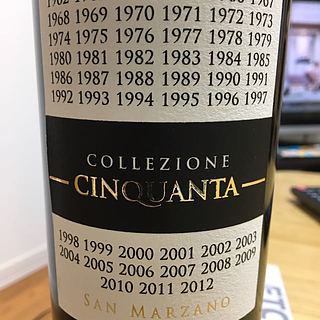 1968 1969 1970 1971 1972 1973
1974 1975 1976 1977 1978 1979
1980 1981 1982 1983 1984 1985
1986 1987 1988 1989 1990 1991
1992 1993 1994 1995 1996 1997
COLLEZIONE
CINQUANTA
1998 1999 2000 2001 2002 2003
2004 2005 2006 2007 2008 2009
2010 2011 2012
SAN MARZANO